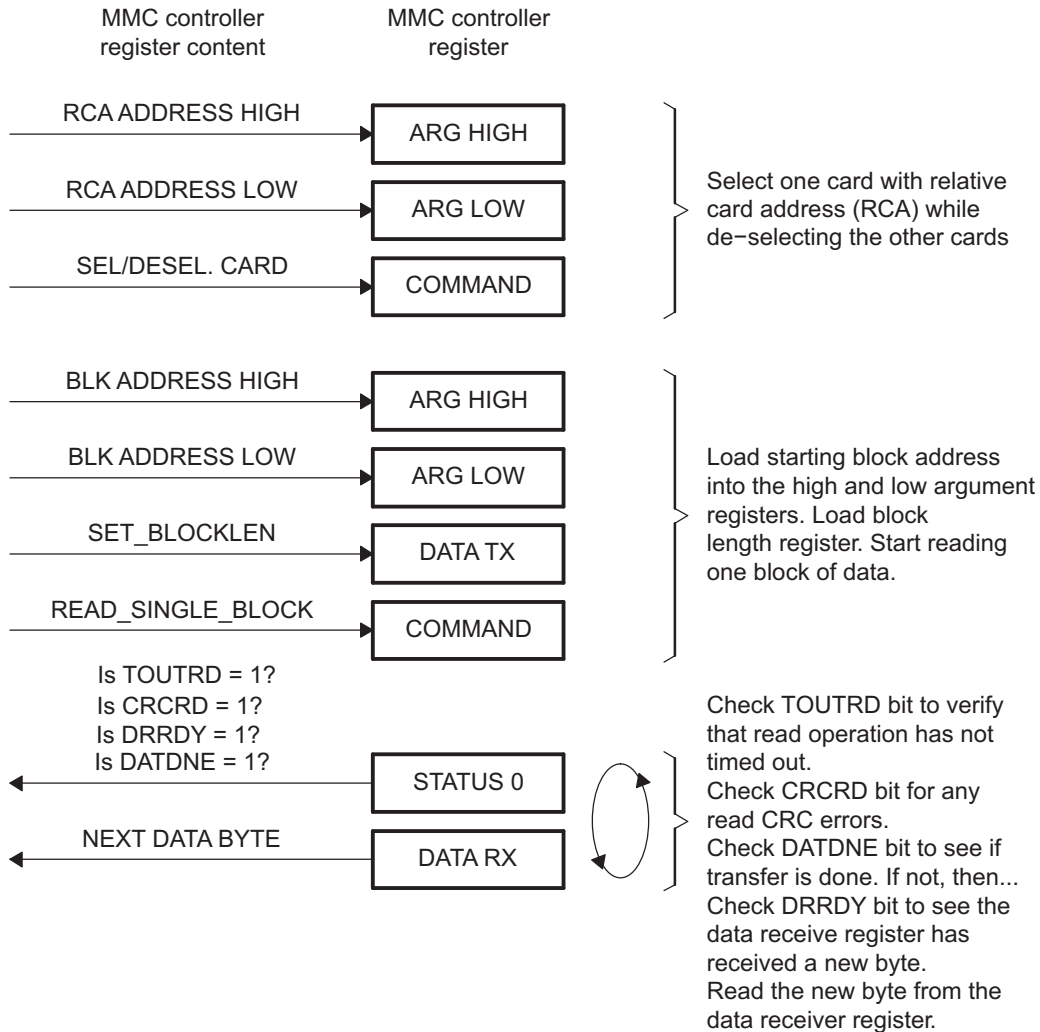 MMC controller
register content
MMC controller
register
RCA ADDRESS HIGH
ARG HIGH
RCA ADDRESS LOW
ARG LOW
SEL/DESEL. CARD
COMMAND
Select one card with relative
card address (RCA) while
de−selecting the other cards
BLK ADDRESS HIGH
ARG HIGH
BLK ADDRESS LOW
ARG LOW
SET_BLOCKLEN
DATA TX
READ_SINGLE_BLOCK
COMMAND
Load starting block address
into the high and low argument
registers. Load block
length register. Start reading
one block of data.
Is TOUTRD = 1?
Is CRCRD = 1?
Is DRRDY = 1?
Is DATDNE = 1?
STATUS 0
NEXT DATA BYTE
DATA RX
Check TOUTRD bit to verify
that read operation has not
timed out.
Check CRCRD bit for any
read CRC errors.
Check DATDNE bit to see if
transfer is done. If not, then...
Check DRRDY bit to see the
data receive register has
received a new byte.
Read the new byte from the
data receiver register.